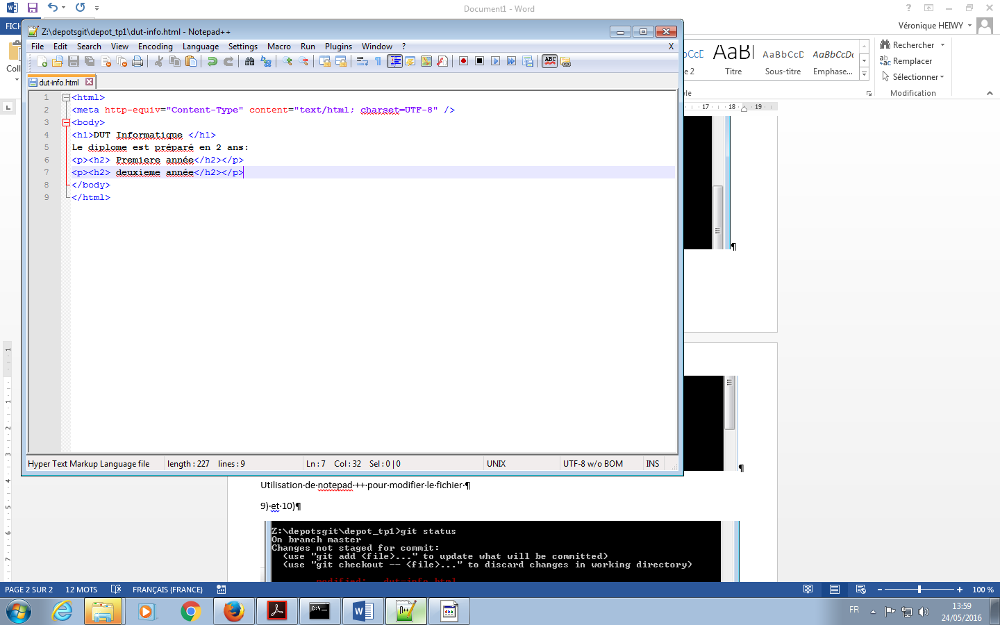 Document1 - Word
?
FICH
Véronique HEIWY
Coll
Z:\depotsgit\depot_tp1\dut-info.html - Notepad++
File Edit Search View Encoding Language Settings Macro Run Plugins Window ? X
dut-info.html
1 <html>
2 <meta http-equiv="Content-Type" content="text/html; charset=UTF-8" />
3 <body>
4 <h1>DUT Informatique </h1>
5 Le diplome est préparé en 2 ans:
6 <p><h2> Premiere année</h2></p>
7 <p><h2> deuxieme année</h2></p>
8 </body>
9 </html>
Hyper Text Markup Language file length : 227 lines : 9 Ln : 7 Col : 32 Sel : 0 | 0 UNIX UTF-8 w/o BOM INS
AaBbCcDc
Titre Sous-titre Emphase...
Rechercher
Remplacer
Sélectionner
Modification
17 18 19
Utilisation de notepad ++ pour modifier le fichier ¶
9) et 10)¶
Z:\depotsgit\depot_tp1>git status
On branch master
Changes not staged for commit:
(use "git add <file>..." to update what will be committed)
(use "git checkout -- <file>..." to discard changes in working directory)
modified: dut-info.html
PAGE 2 SUR 2 12 MOTS FRANÇAIS (FRANCE) 100 %
FR
13:59
24/05/2016